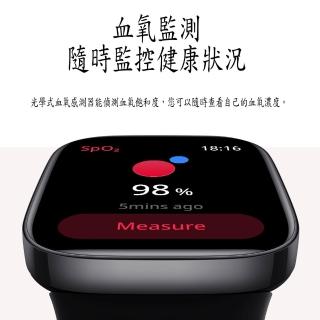 血氧監測
隨時監控健康狀況
光學式血氧感測器能偵測血氧飽和度，您可以隨時查看自己的血氧濃度。
SpO₂ 18:16
98 %
5mins ago
Measure